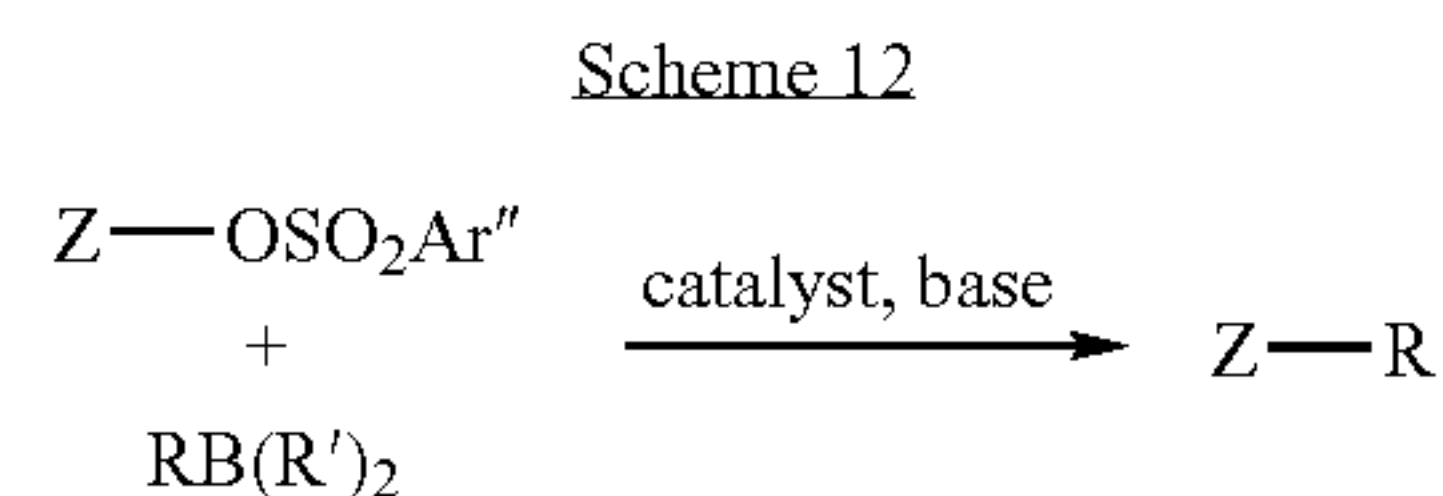 Scheme 12
Z—OSO₂Ar″
+
catalyst, base
Z—R
RB(R′)₂